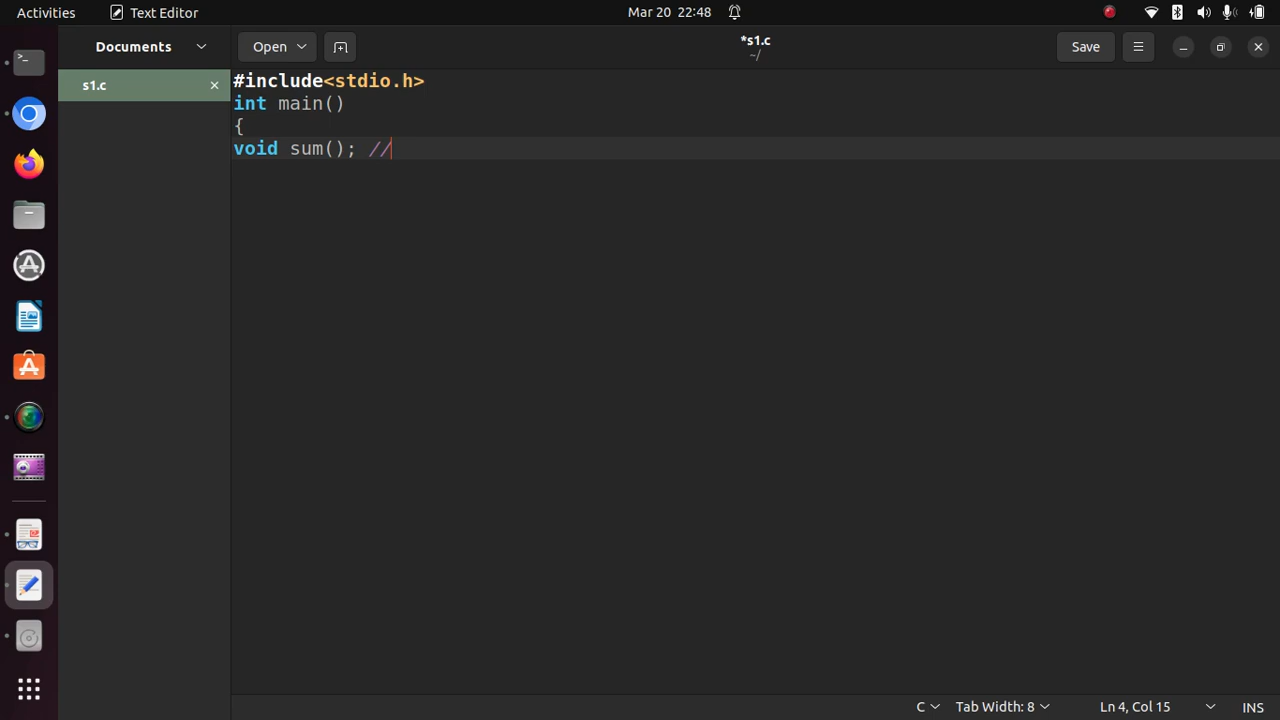 Activities Text Editor Mar 20 22:48
Documents Open *s1.c Save
~/
s1.c
#include<stdio.h>
int main()
{
void sum(); //
C Tab Width: 8 Ln 4, Col 15 INS